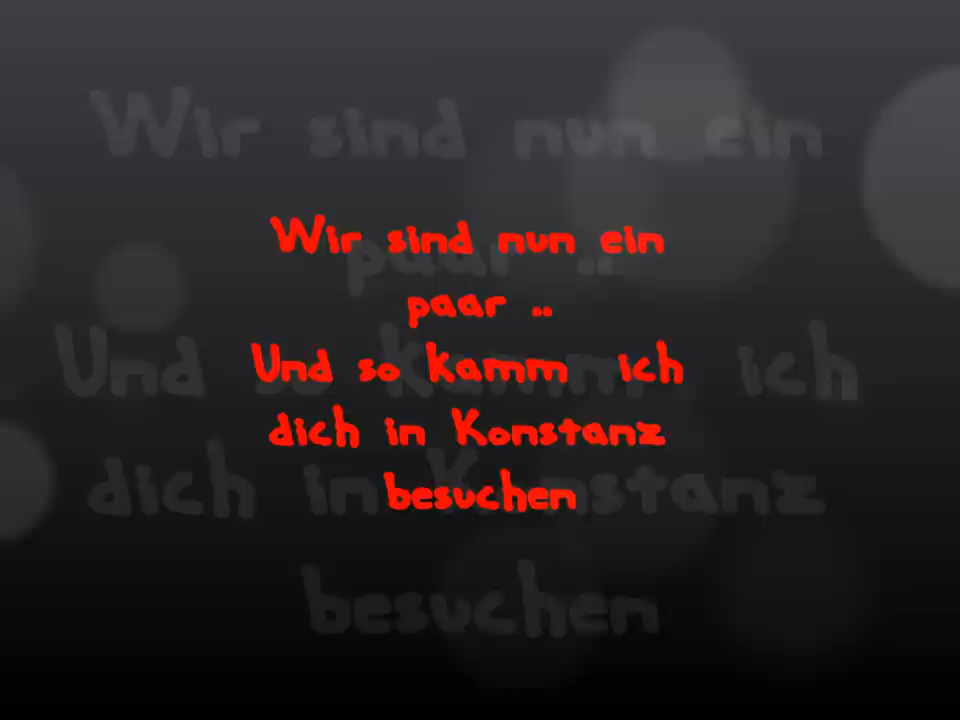 Wir sind nun ein
paar ..
Und so kamm ich
dich in Konstanz
besuchen